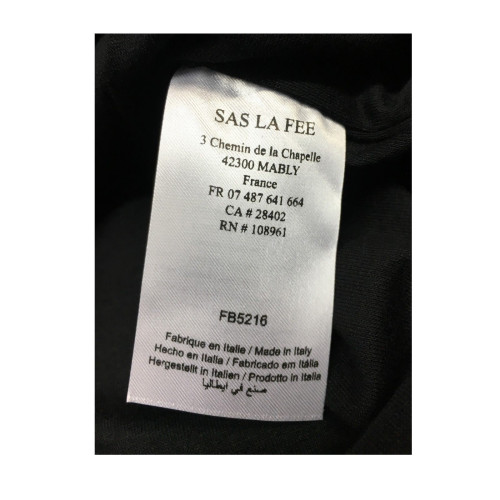 SAS LA FEE
3 Chemin de la Chapelle
42300 MABLY
France
FR 07 487 641 664
CA # 28402
RN # 108961
FB5216
Fabrique en Italie / Made in Italy
Hecho en Italia / Fabricado em Itália
Hergestellt in Italien / Prodotto in Italia
صنع في ايطاليا